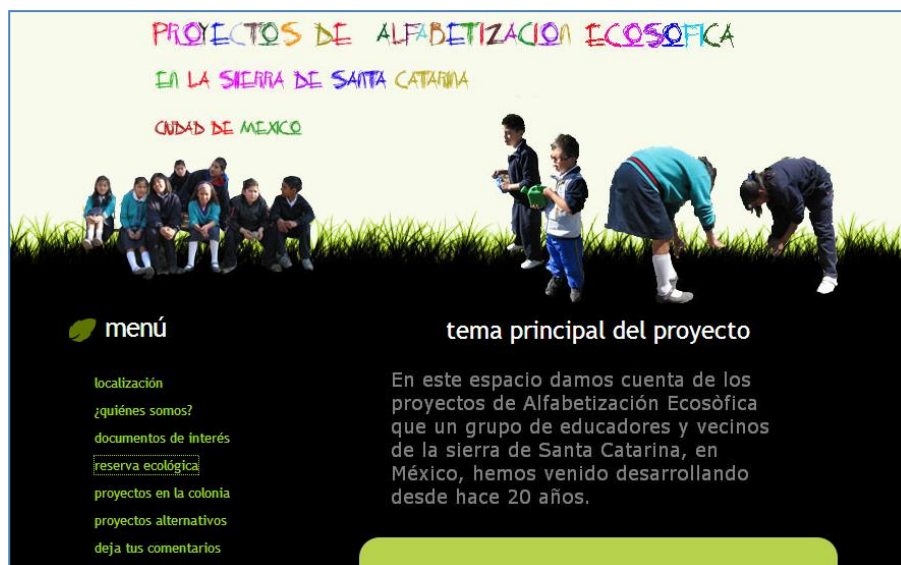 PROYECTOS DE ALFABETIZACION ECOSOFICA
EN LA SIERRA DE SANTA CATARINA
CIUDAD DE MEXICO
menú
localización
¿quiénes somos?
documentos de interés
reserva ecológica
proyectos en la colonia
proyectos alternativos
deja tus comentarios
tema principal del proyecto
En este espacio damos cuenta de los
proyectos de Alfabetización Ecosòfica
que un grupo de educadores y vecinos
de la sierra de Santa Catarina, en
México, hemos venido desarrollando
desde hace 20 años.